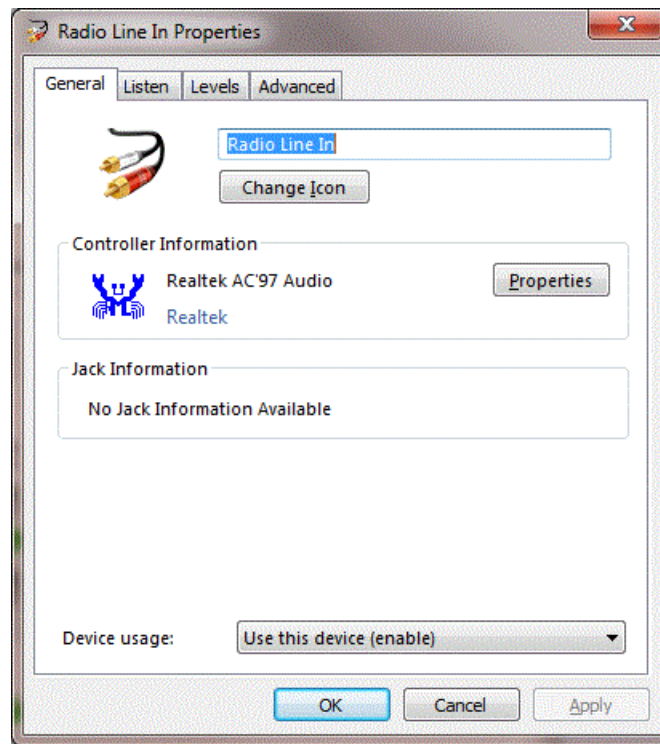 Radio Line In Properties
General Listen Levels Advanced
Radio Line In
Change Icon
Controller Information
Realtek AC'97 Audio
Properties
Realtek
Jack Information
No Jack Information Available
Device usage:
Use this device (enable)
OK Cancel Apply